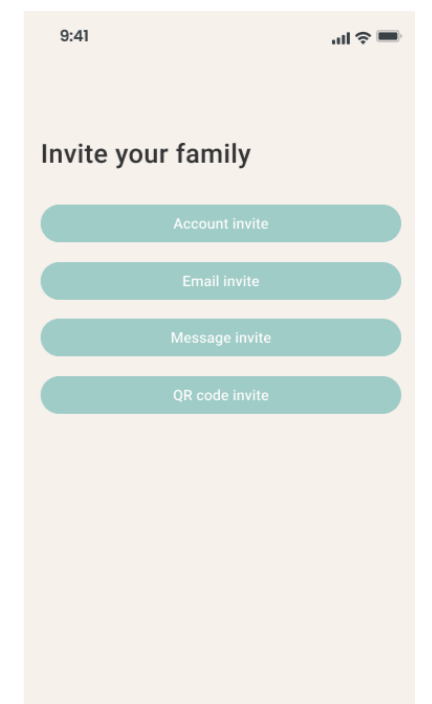 9:41
Invite your family
Account invite
Email invite
Message invite
QR code invite